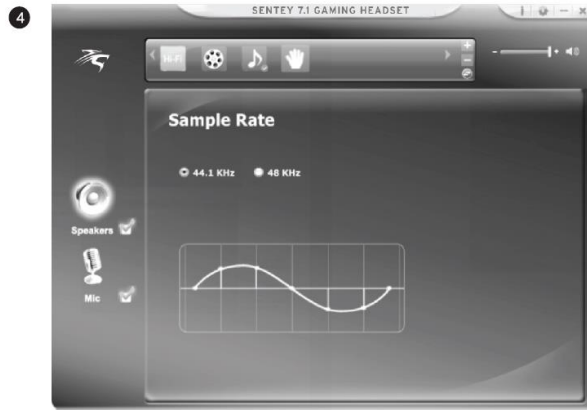 4
SENTEY 7.1 GAMING HEADSET
Hi-Fi
Sample Rate
44.1 KHz 48 KHz
Speakers
Mic